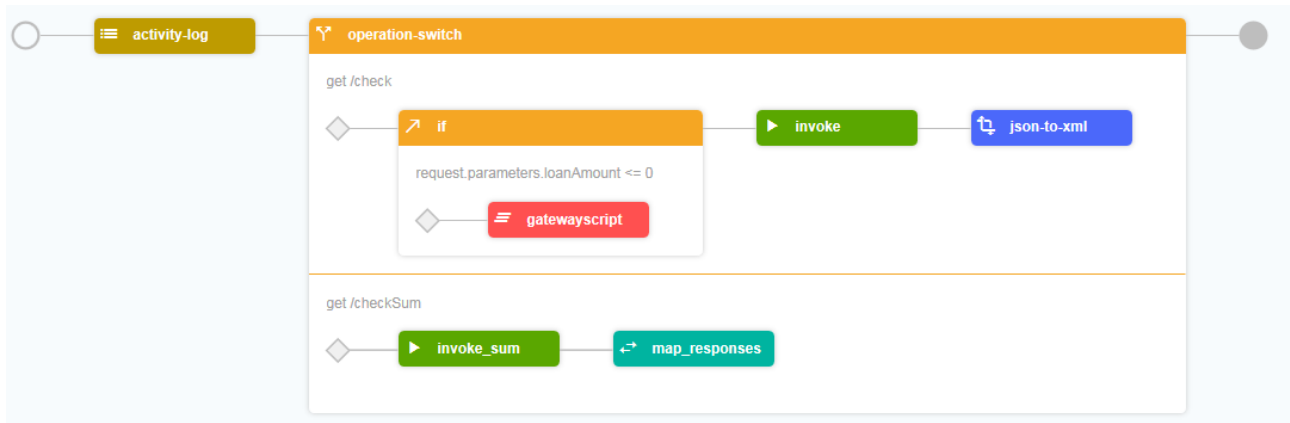 activity-log
operation-switch
get /check
if
invoke
json-to-xml
request.parameters.loanAmount <= 0
gatewayscript
get /checkSum
invoke_sum
map_responses